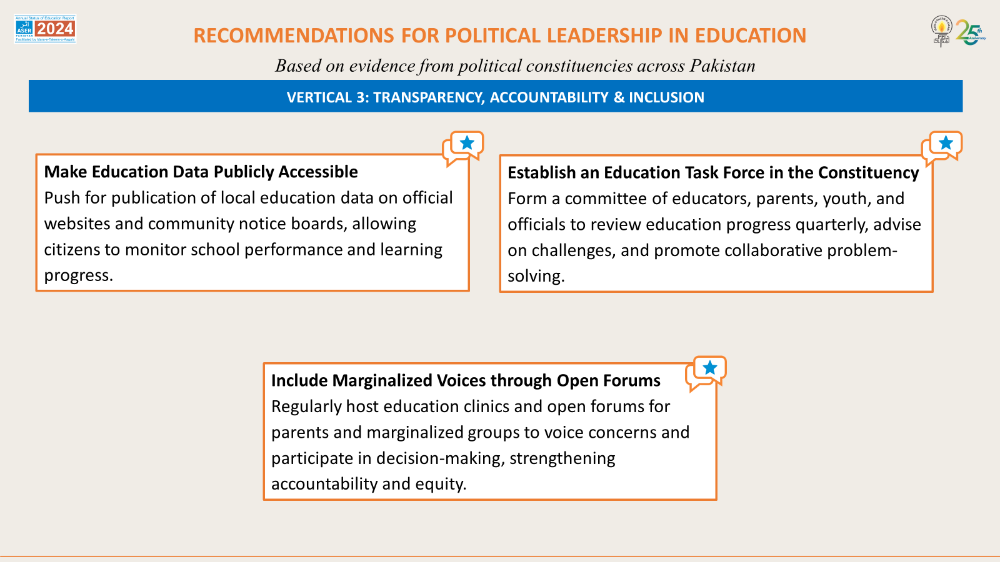 Annual Status of Education Report
ASER
PAKISTAN
2024
Facilitated by Idara-e-Taleem-o-Aagahi
RECOMMENDATIONS FOR POLITICAL LEADERSHIP IN EDUCATION
25th
Anniversary
Based on evidence from political constituencies across Pakistan
VERTICAL 3: TRANSPARENCY, ACCOUNTABILITY & INCLUSION
Make Education Data Publicly Accessible
Push for publication of local education data on official
websites and community notice boards, allowing
citizens to monitor school performance and learning
progress.
Establish an Education Task Force in the Constituency
Form a committee of educators, parents, youth, and
officials to review education progress quarterly, advise
on challenges, and promote collaborative problem-
solving.
Include Marginalized Voices through Open Forums
Regularly host education clinics and open forums for
parents and marginalized groups to voice concerns and
participate in decision-making, strengthening
accountability and equity.